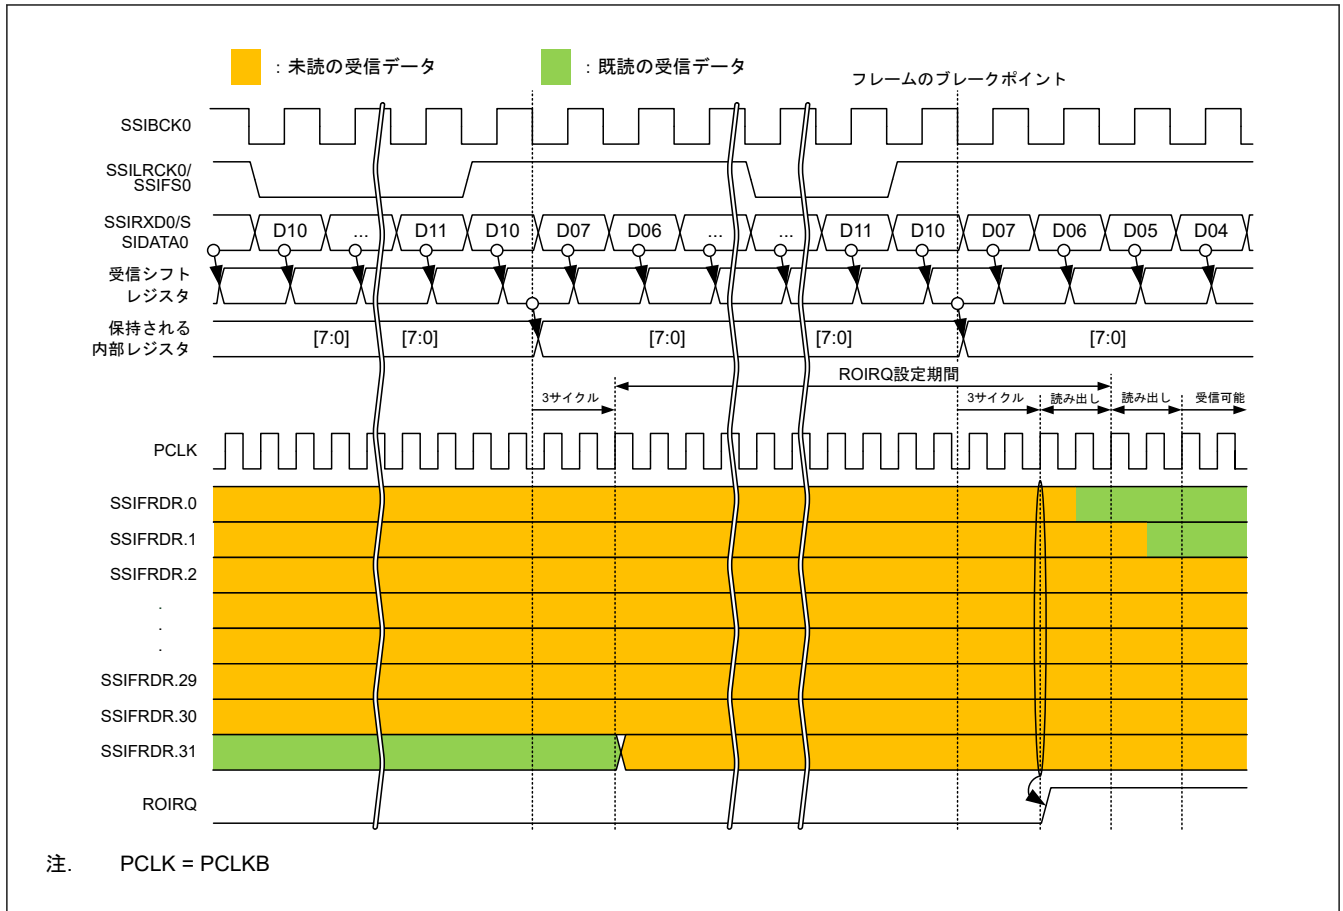 ：未読の受信データ
：既読の受信データ
フレームのブレークポイント
SSIBCK0
SSILRCK0/
SSIFS0
SSIRXD0/S
SIDATA0
D10 ... D11 D10 D07 D06 ... ... D11 D10 D07 D06 D05 D04
受信シフト
レジスタ
保持される
内部レジスタ
[7:0] [7:0] [7:0] [7:0] [7:0]
ROIRQ設定期間
3サイクル 3サイクル 読み出し 読み出し 受信可能
PCLK
SSIFRDR.0
SSIFRDR.1
SSIFRDR.2
.
.
.
SSIFRDR.29
SSIFRDR.30
SSIFRDR.31
ROIRQ
注. PCLK = PCLKB